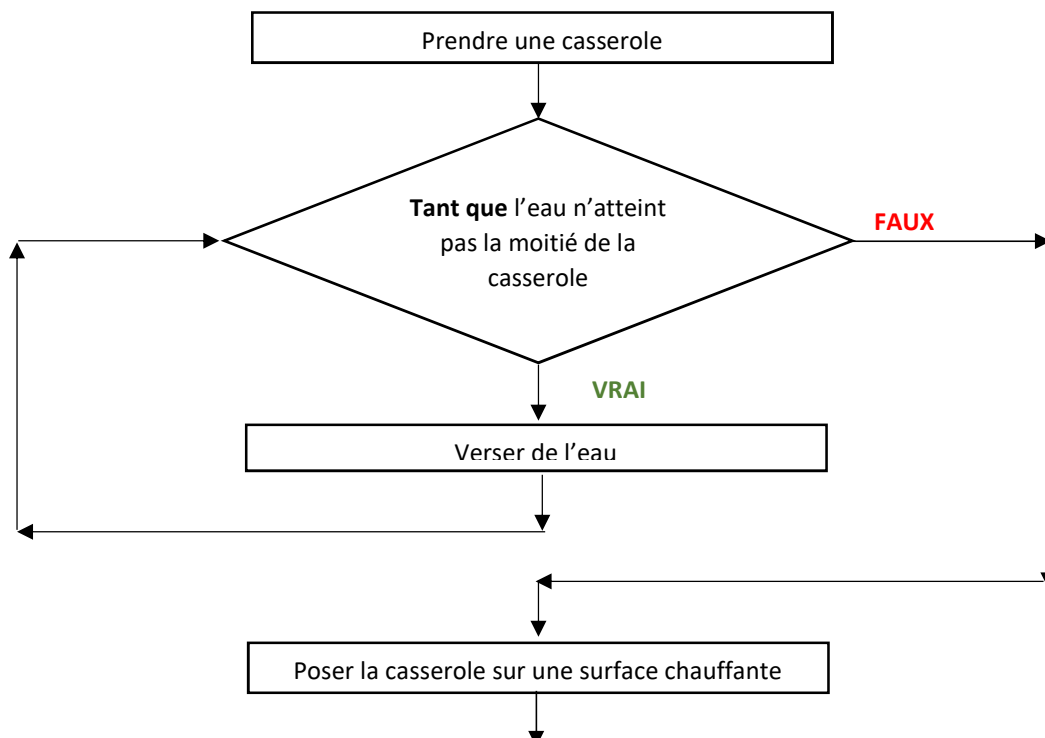 Prendre une casserole
Tant que l’eau n’atteint
pas la moitié de la
casserole
FAUX
VRAI
Verser de l’eau
Poser la casserole sur une surface chauffante